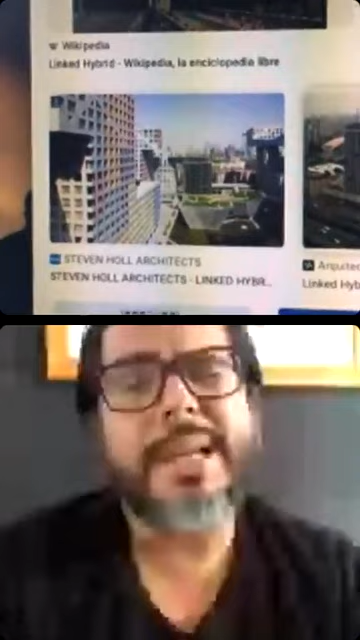 W Wikipedia
Linked Hybrid - Wikipedia, la enciclopedia libre
STEVEN HOLL ARCHITECTS
STEVEN HOLL ARCHITECTS - LINKED HYBR...
Linked Hyb